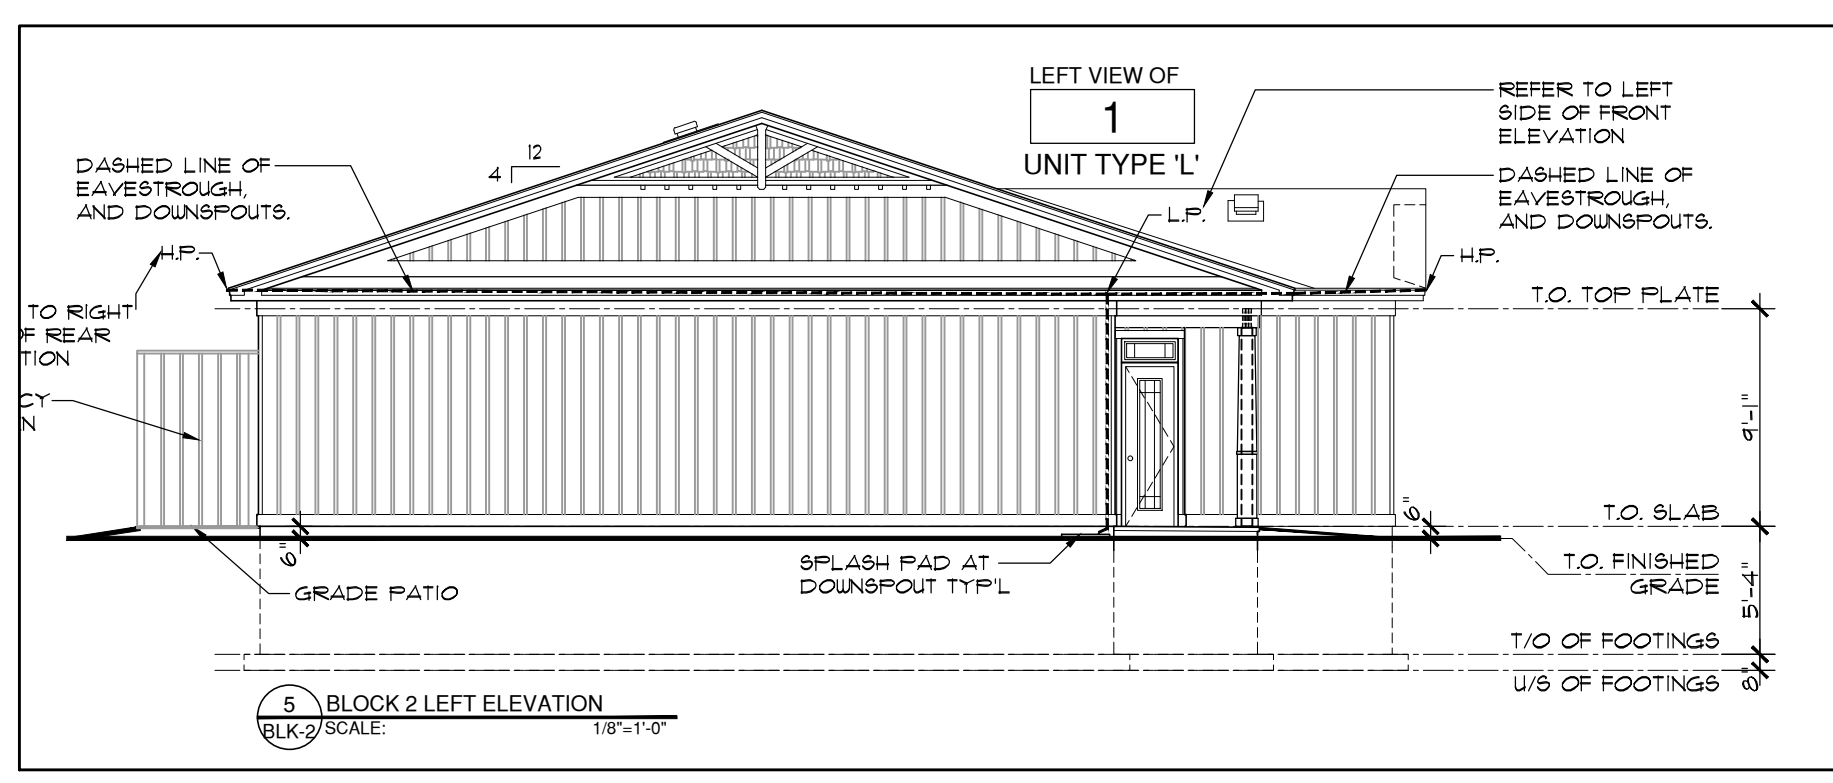 LEFT VIEW OF
1
UNIT TYPE 'L'
REFER TO LEFT
SIDE OF FRONT
ELEVATION
DASHED LINE OF
EAVESTROUGH,
AND DOWNSPOUTS.
12
4
DASHED LINE OF
EAVESTROUGH,
AND DOWNSPOUTS.
L.P.
H.P.
H.P.
T.O. TOP PLATE
TO RIGHT
OF REAR
TION
CY
N
9'-1"
6"
T.O. SLAB
6"
SPLASH PAD AT
DOWNSPOUT TYP'L
T.O. FINISHED
GRADE
GRADE PATIO
5'-4"
T/O OF FOOTINGS
U/S OF FOOTINGS
8"
5
BLK-2
BLOCK 2 LEFT ELEVATION
SCALE: 1/8"=1'-0"